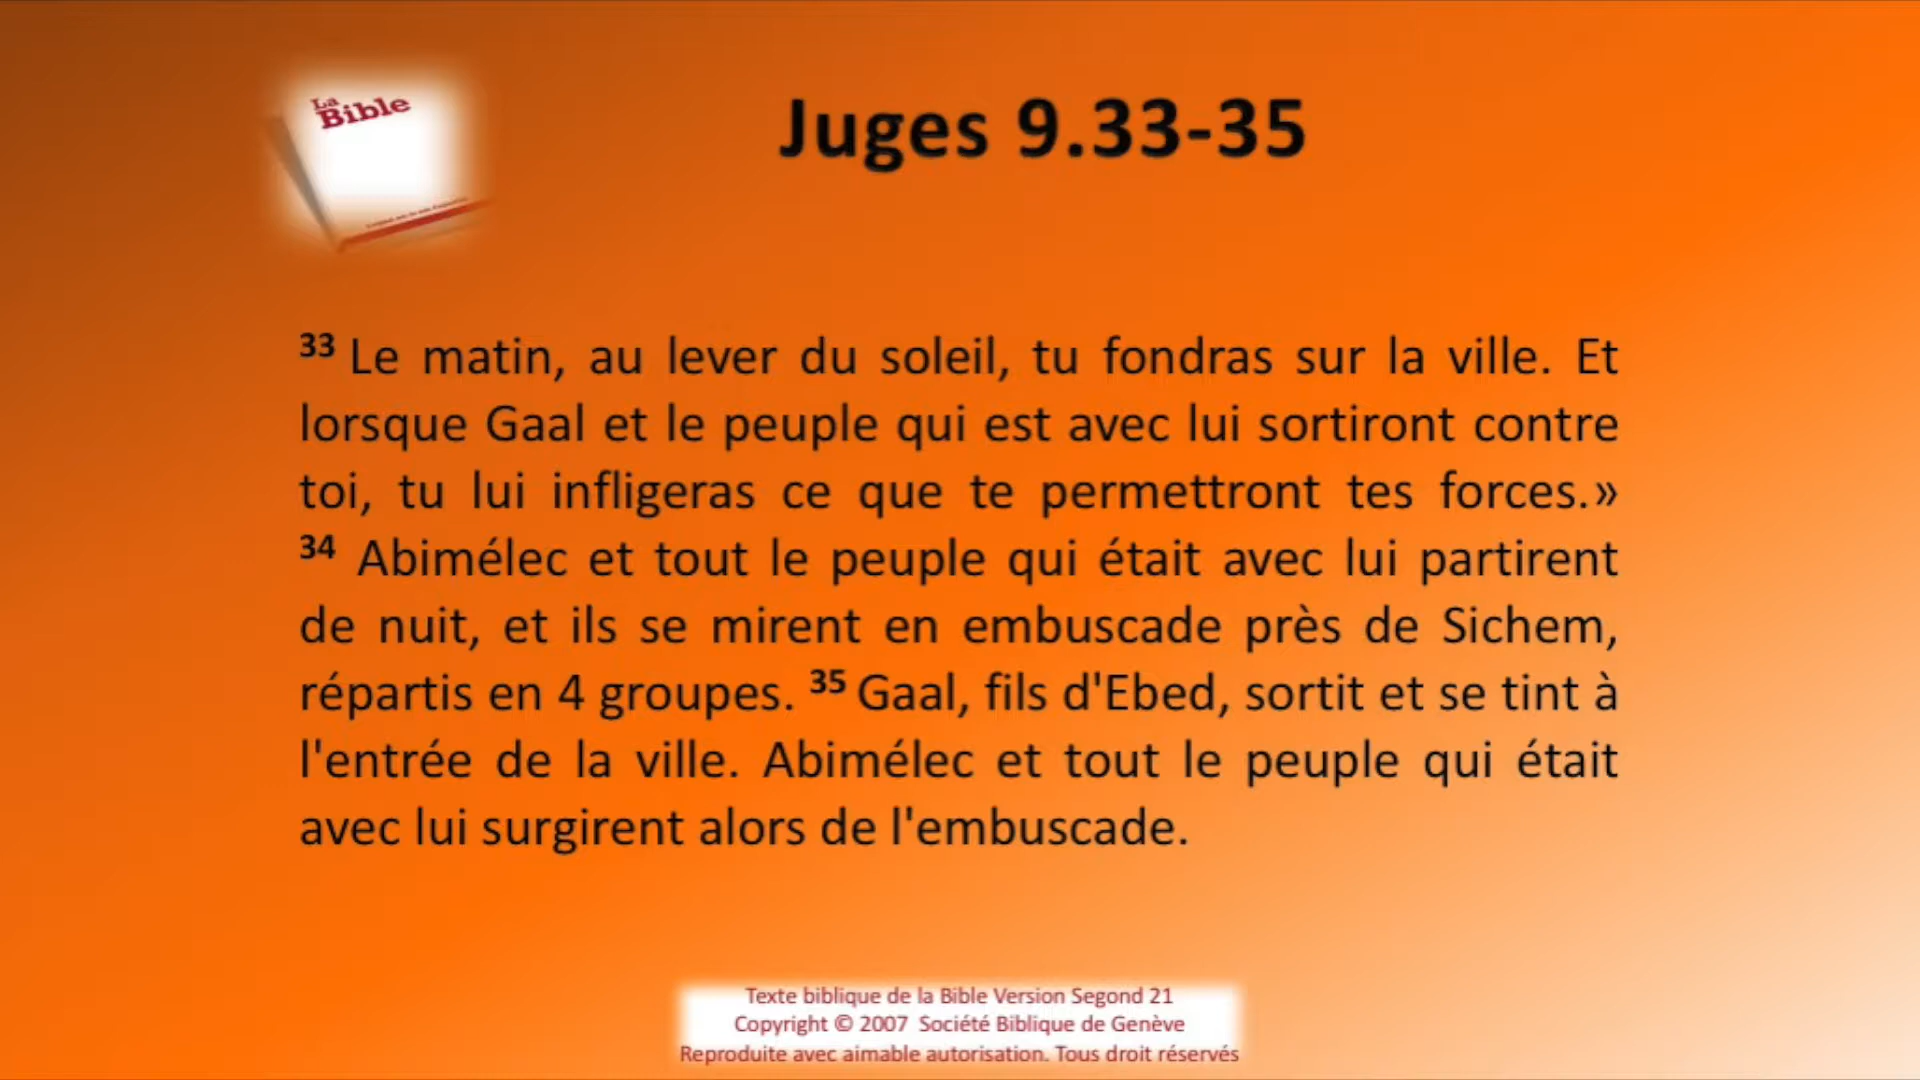 La
Bible
Juges 9.33-35
33 Le matin, au lever du soleil, tu fondras sur la ville. Et
lorsque Gaal et le peuple qui est avec lui sortiront contre
toi, tu lui infligeras ce que te permettront tes forces.»
34 Abimélec et tout le peuple qui était avec lui partirent
de nuit, et ils se mirent en embuscade près de Sichem,
répartis en 4 groupes. 35 Gaal, fils d'Ebed, sortit et se tint à
l'entrée de la ville. Abimélec et tout le peuple qui était
avec lui surgirent alors de l'embuscade.
Texte biblique de la Bible Version Segond 21
Copyright © 2007 Société Biblique de Genève
Reproduite avec aimable autorisation. Tous droit réservés